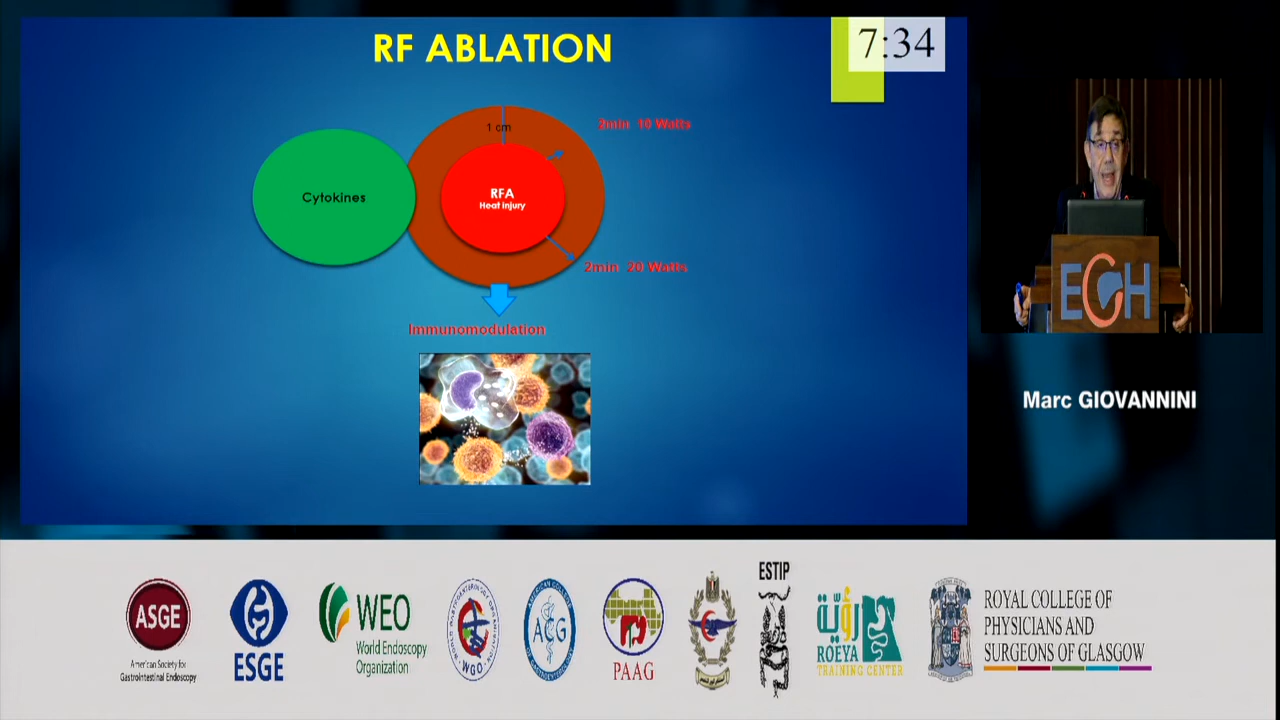 RF ABLATION
7:34
1 cm
2min 10 Watts
Cytokines
RFA
Heat Injury
2min 20 Watts
Immunomodulation
EGH
Marc GIOVANNINI
ASGE
American Society for
Gastrointestinal Endoscopy
ESGE
WEO
World Endoscopy
Organization
WGO
ACG
PAAG
ESTIP
رؤية
ROEYA
TRAINING CENTER
ROYAL COLLEGE OF
PHYSICIANS AND
SURGEONS OF GLASGOW